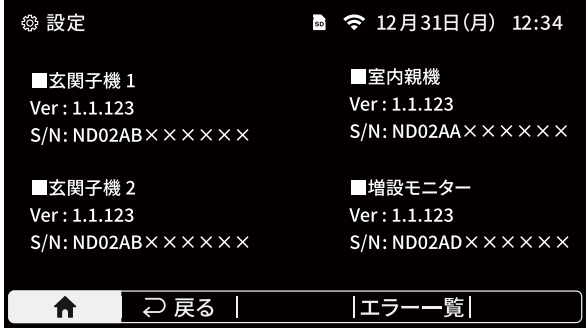 設定 SD 12月31日(月) 12:34
■玄関子機 1
Ver : 1.1.123
S/N: ND02AB××××××
■室内親機
Ver : 1.1.123
S/N: ND02AA××××××
■玄関子機 2
Ver : 1.1.123
S/N: ND02AB××××××
■増設モニター
Ver : 1.1.123
S/N: ND02AD××××××
戻る エラー一覧